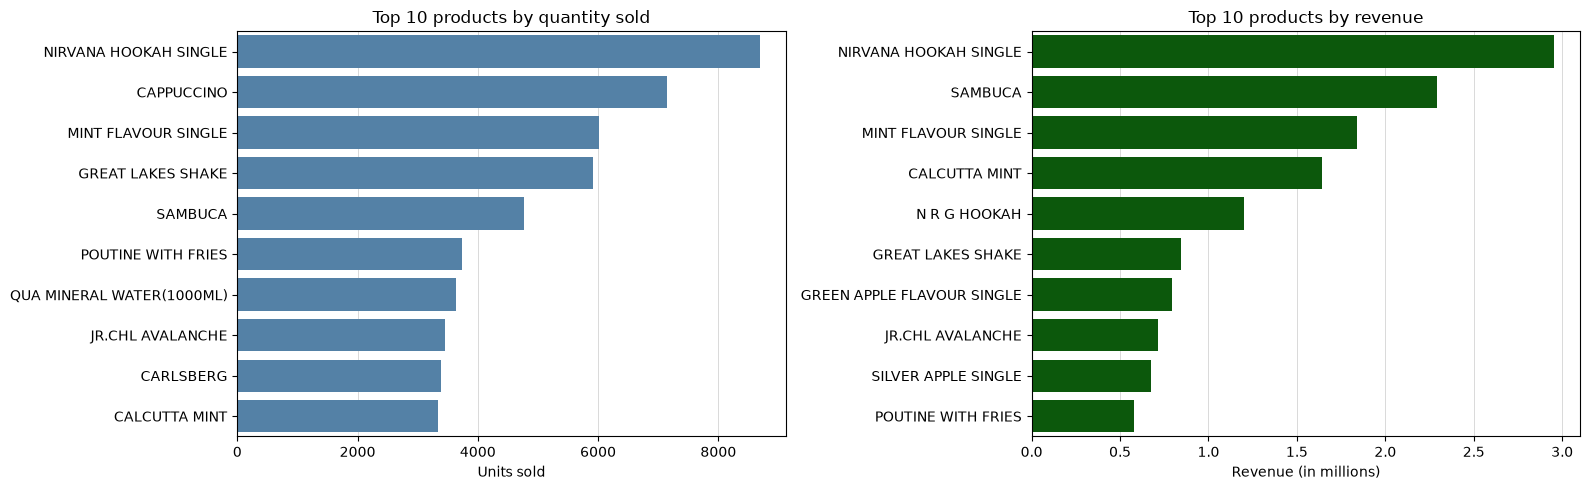 Top 10 products by quantity sold
NIRVANA HOOKAH SINGLE
CAPPUCCINO
MINT FLAVOUR SINGLE
GREAT LAKES SHAKE
SAMBUCA
POUTINE WITH FRIES
QUA MINERAL WATER(1000ML)
JR.CHL AVALANCHE
CARLSBERG
CALCUTTA MINT
0 2000 4000 6000 8000
Units sold
Top 10 products by revenue
NIRVANA HOOKAH SINGLE
SAMBUCA
MINT FLAVOUR SINGLE
CALCUTTA MINT
N R G HOOKAH
GREAT LAKES SHAKE
GREEN APPLE FLAVOUR SINGLE
JR.CHL AVALANCHE
SILVER APPLE SINGLE
POUTINE WITH FRIES
0.0 0.5 1.0 1.5 2.0 2.5 3.0
Revenue (in millions)